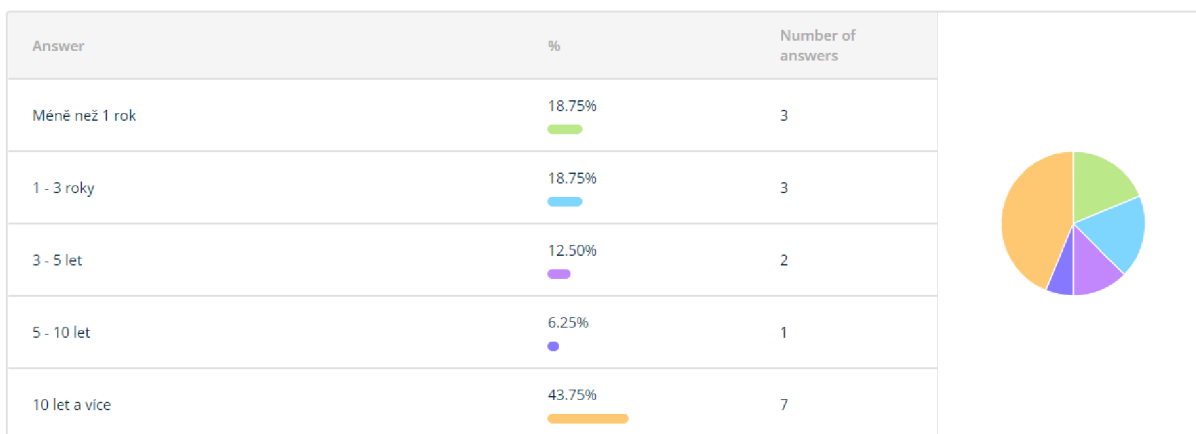 Answer % Number of answers
Méně než 1 rok 18.75% 3
1 - 3 roky 18.75% 3
3 - 5 let 12.50% 2
5 - 10 let 6.25% 1
10 let a více 43.75% 7